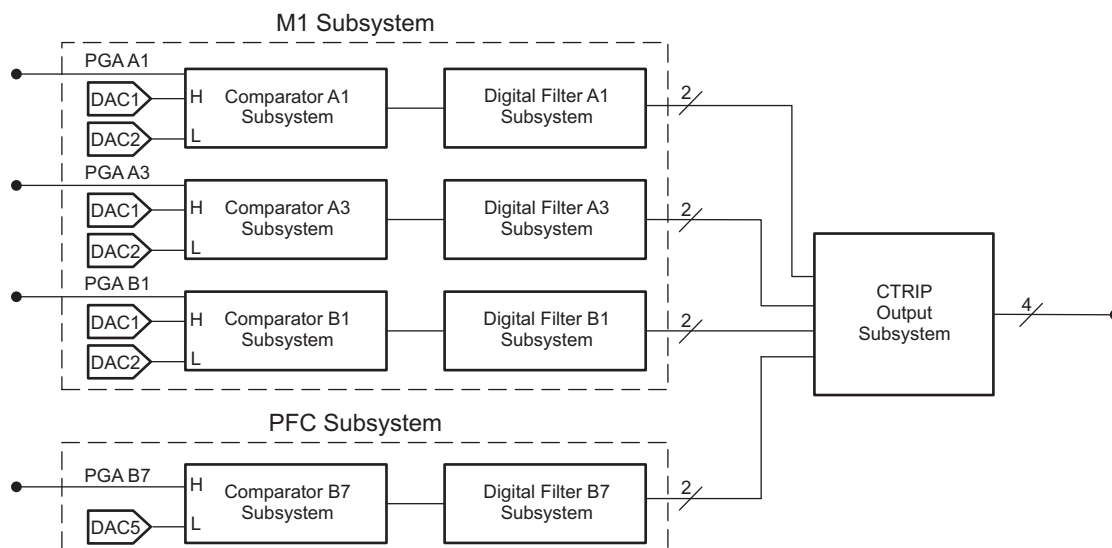 M1 Subsystem
PGA A1
DAC1
H
DAC2
L
Comparator A1
Subsystem
Digital Filter A1
Subsystem
2
PGA A3
DAC1
H
DAC2
L
Comparator A3
Subsystem
Digital Filter A3
Subsystem
2
PGA B1
DAC1
H
DAC2
L
Comparator B1
Subsystem
Digital Filter B1
Subsystem
2
CTRIP
Output
Subsystem
4
PFC Subsystem
PGA B7
H
DAC5
L
Comparator B7
Subsystem
Digital Filter B7
Subsystem
2